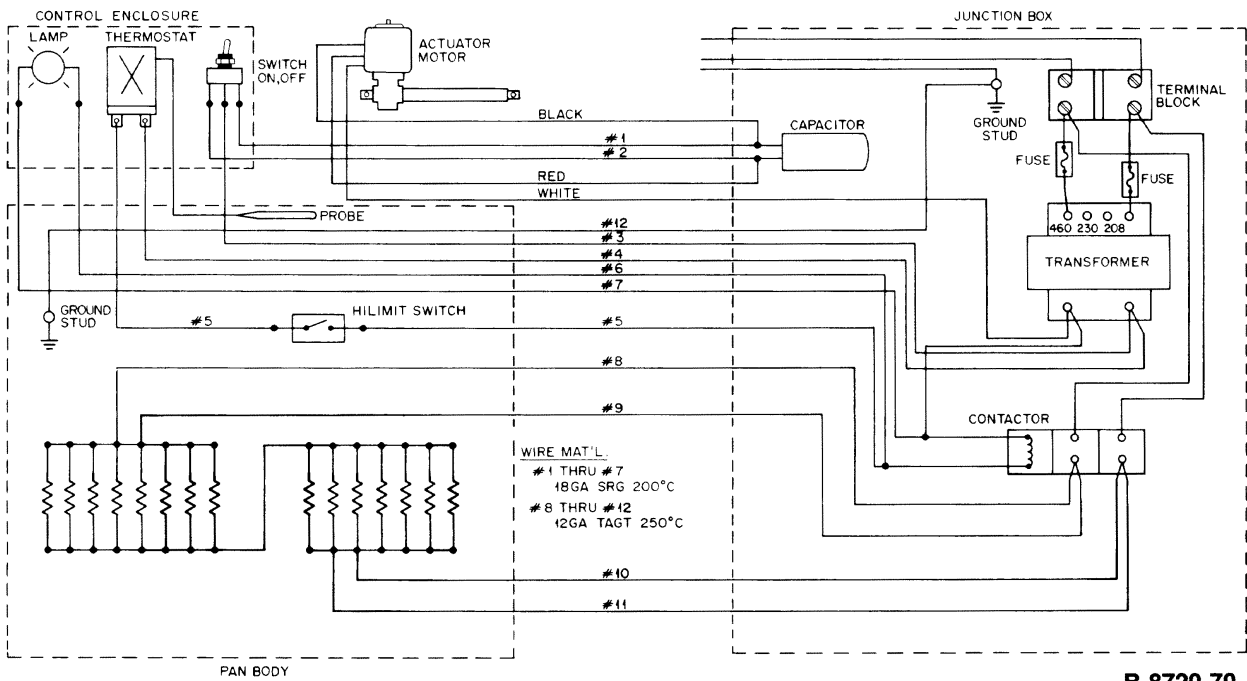 CONTROL ENCLOSURE
LAMP
THERMOSTAT
SWITCH
ON,OFF
ACTUATOR
MOTOR
JUNCTION BOX
TERMINAL
BLOCK
GROUND
STUD
CAPACITOR
BLACK
#1
#2
RED
WHITE
FUSE
FUSE
PROBE
#12
#3
#4
#6
#7
460 230 208
TRANSFORMER
GROUND
STUD
#5
HILIMIT SWITCH
#5
#8
#9
CONTACTOR
WIRE MAT'L.
#1 THRU #7
18GA SRG 200°C
#8 THRU #12
12GA TAGT 250°C
#10
#11
PAN BODY